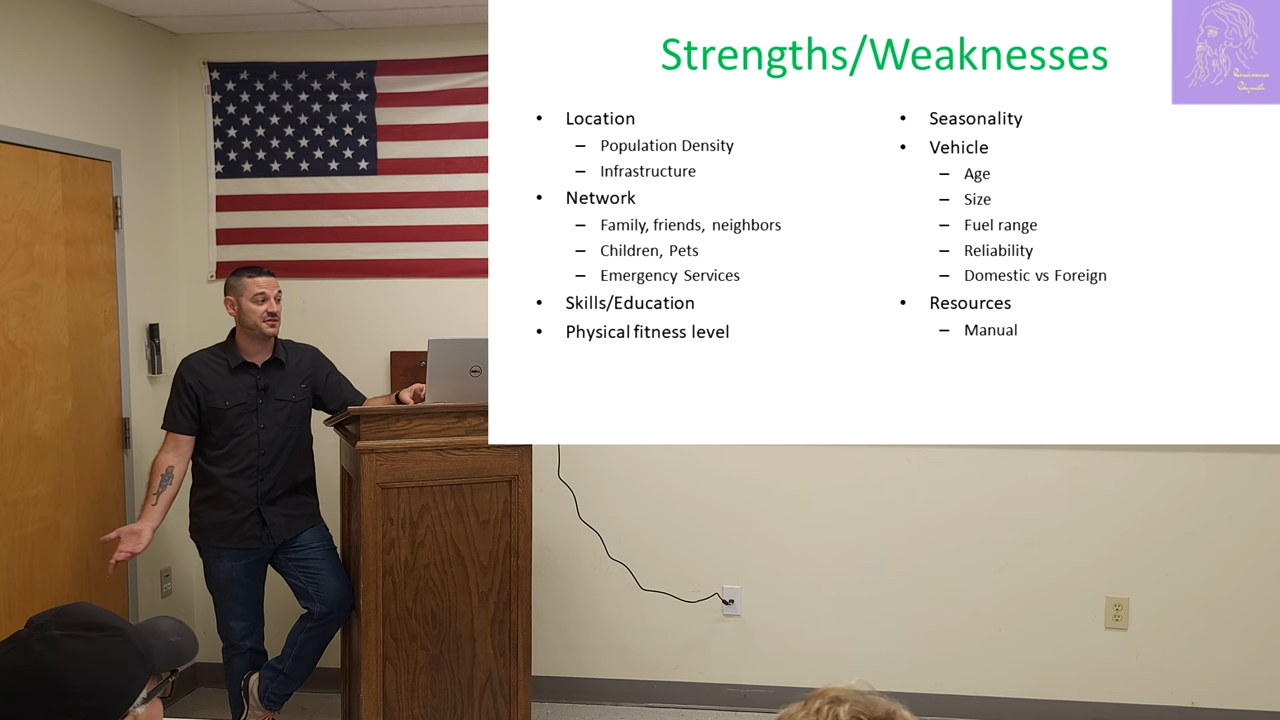 Strengths/Weaknesses
• Location
– Population Density
– Infrastructure
• Network
– Family, friends, neighbors
– Children, Pets
– Emergency Services
• Skills/Education
• Physical fitness level
• Seasonality
• Vehicle
– Age
– Size
– Fuel range
– Reliability
– Domestic vs Foreign
• Resources
– Manual
DELL